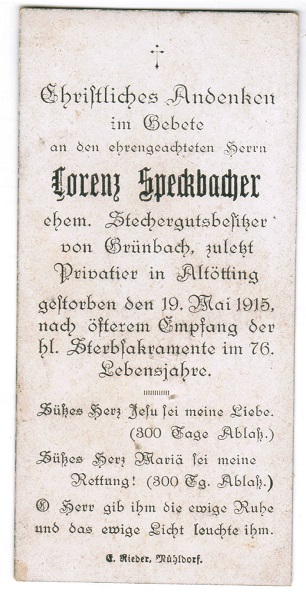 Christliches Andenken
im Gebete
an den ehrengeachteten Herrn
Lorenz Speckbacher
ehem. Stechergutsbesitzer
von Grünbach, zuletzt
Privatier in Altötting
gestorben den 19. Mai 1915,
nach öfterem Empfang der
hl. Sterbsakramente im 76.
Lebensjahre.
Süßes Herz Jesu sei meine Liebe.
(300 Tage Ablaß.)
Süßes Herz Mariä sei meine
Rettung! (300 Tg. Ablaß.)
O Herr gib ihm die ewige Ruhe
und das ewige Licht leuchte ihm.
E. Rieder, Mühldorf.